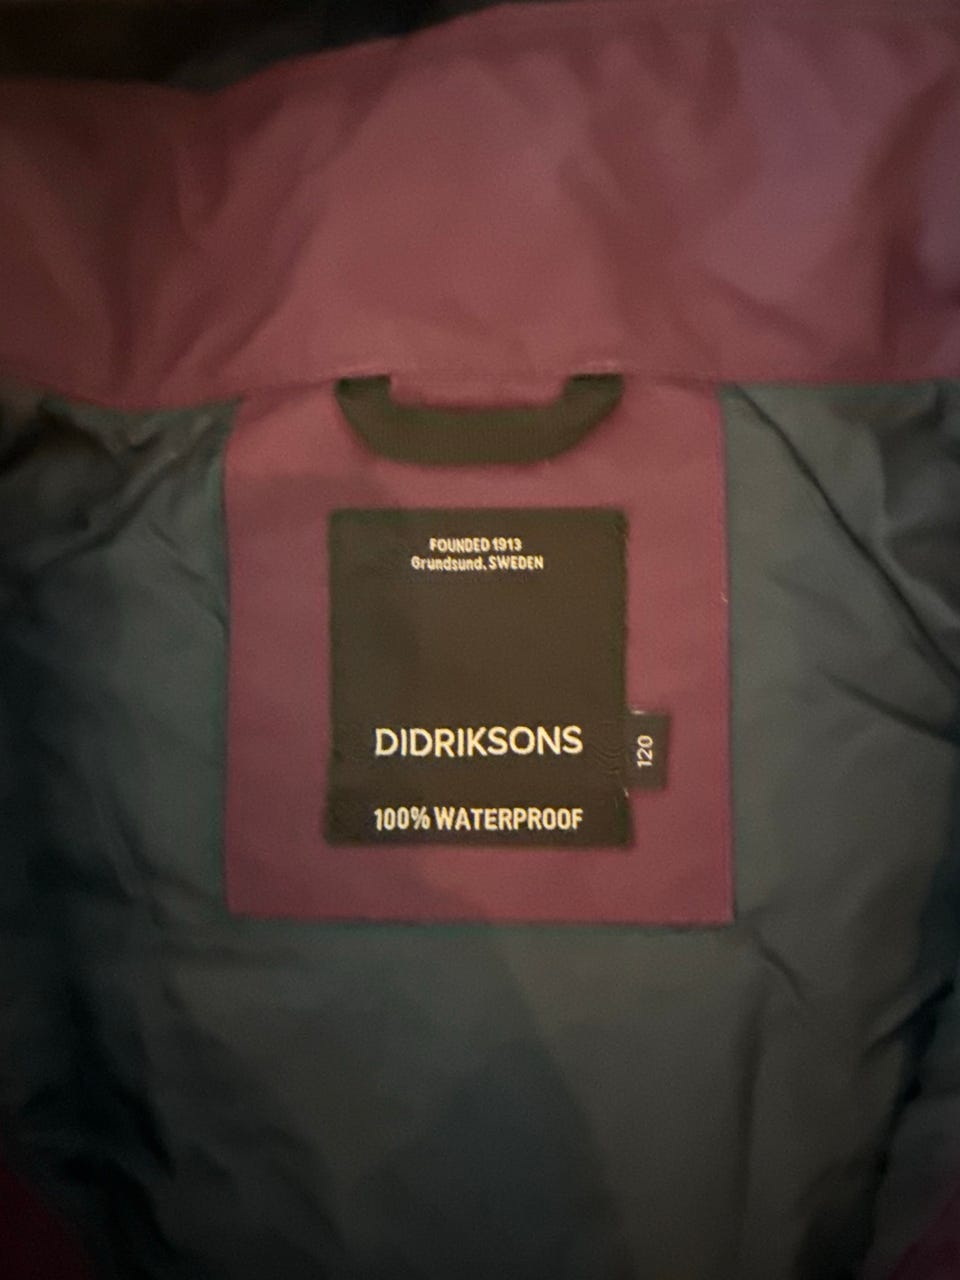 FOUNDED 1913
Grundsund, SWEDEN
DIDRIKSONS
120
100% WATERPROOF